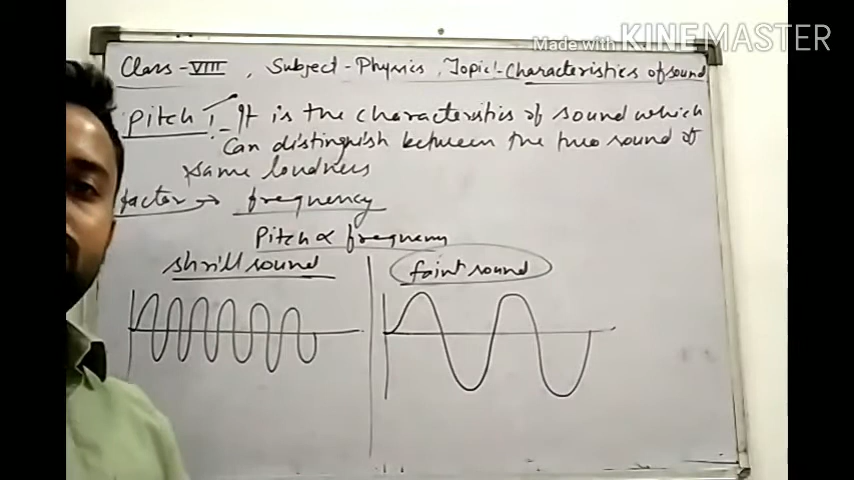 Made with KINEMASTER
Class-VIII, Subject-Physics, Topic:-Characteristics of sound
Pitch:- It is the characteristics of sound which
can distinguish between the two sound of
same loudness
factor → frequency
Pitch ∝ frequency
shrill sound
faint sound